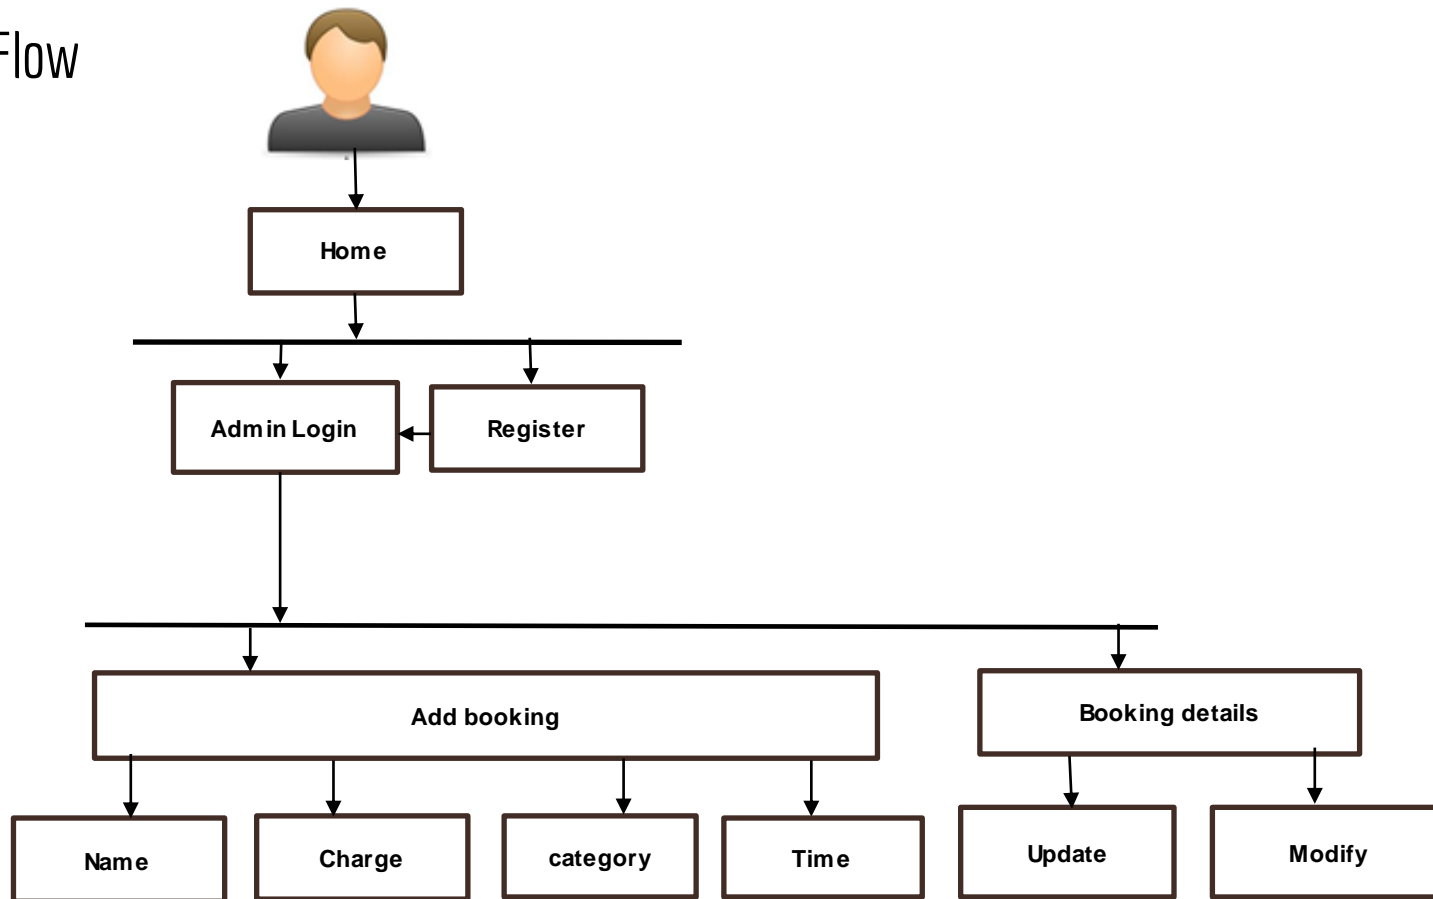 Flow
Home
Admin Login
Register
Add booking
Booking details
Name
Charge
category
Time
Update
Modify